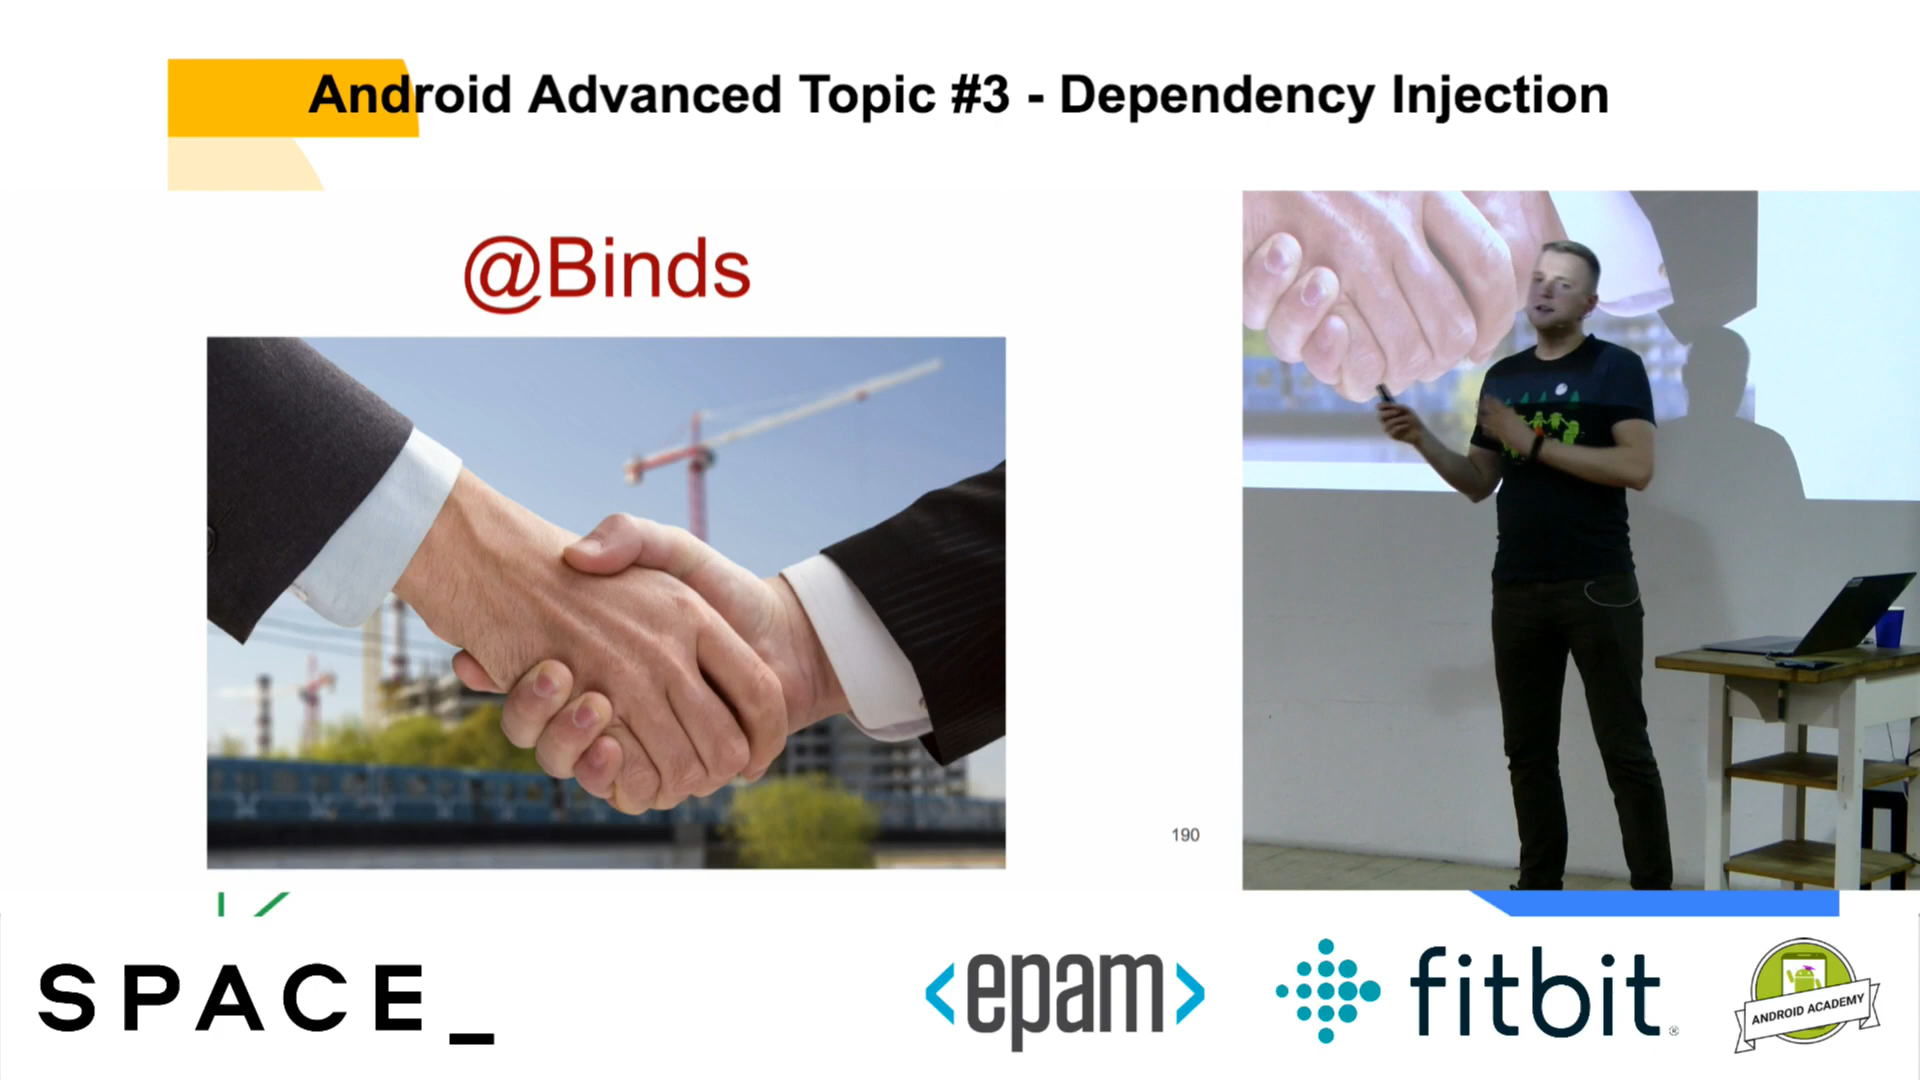 Android Advanced Topic #3 - Dependency Injection
@Binds
190
SPACE_
<epam>
fitbit®
ANDROID ACADEMY